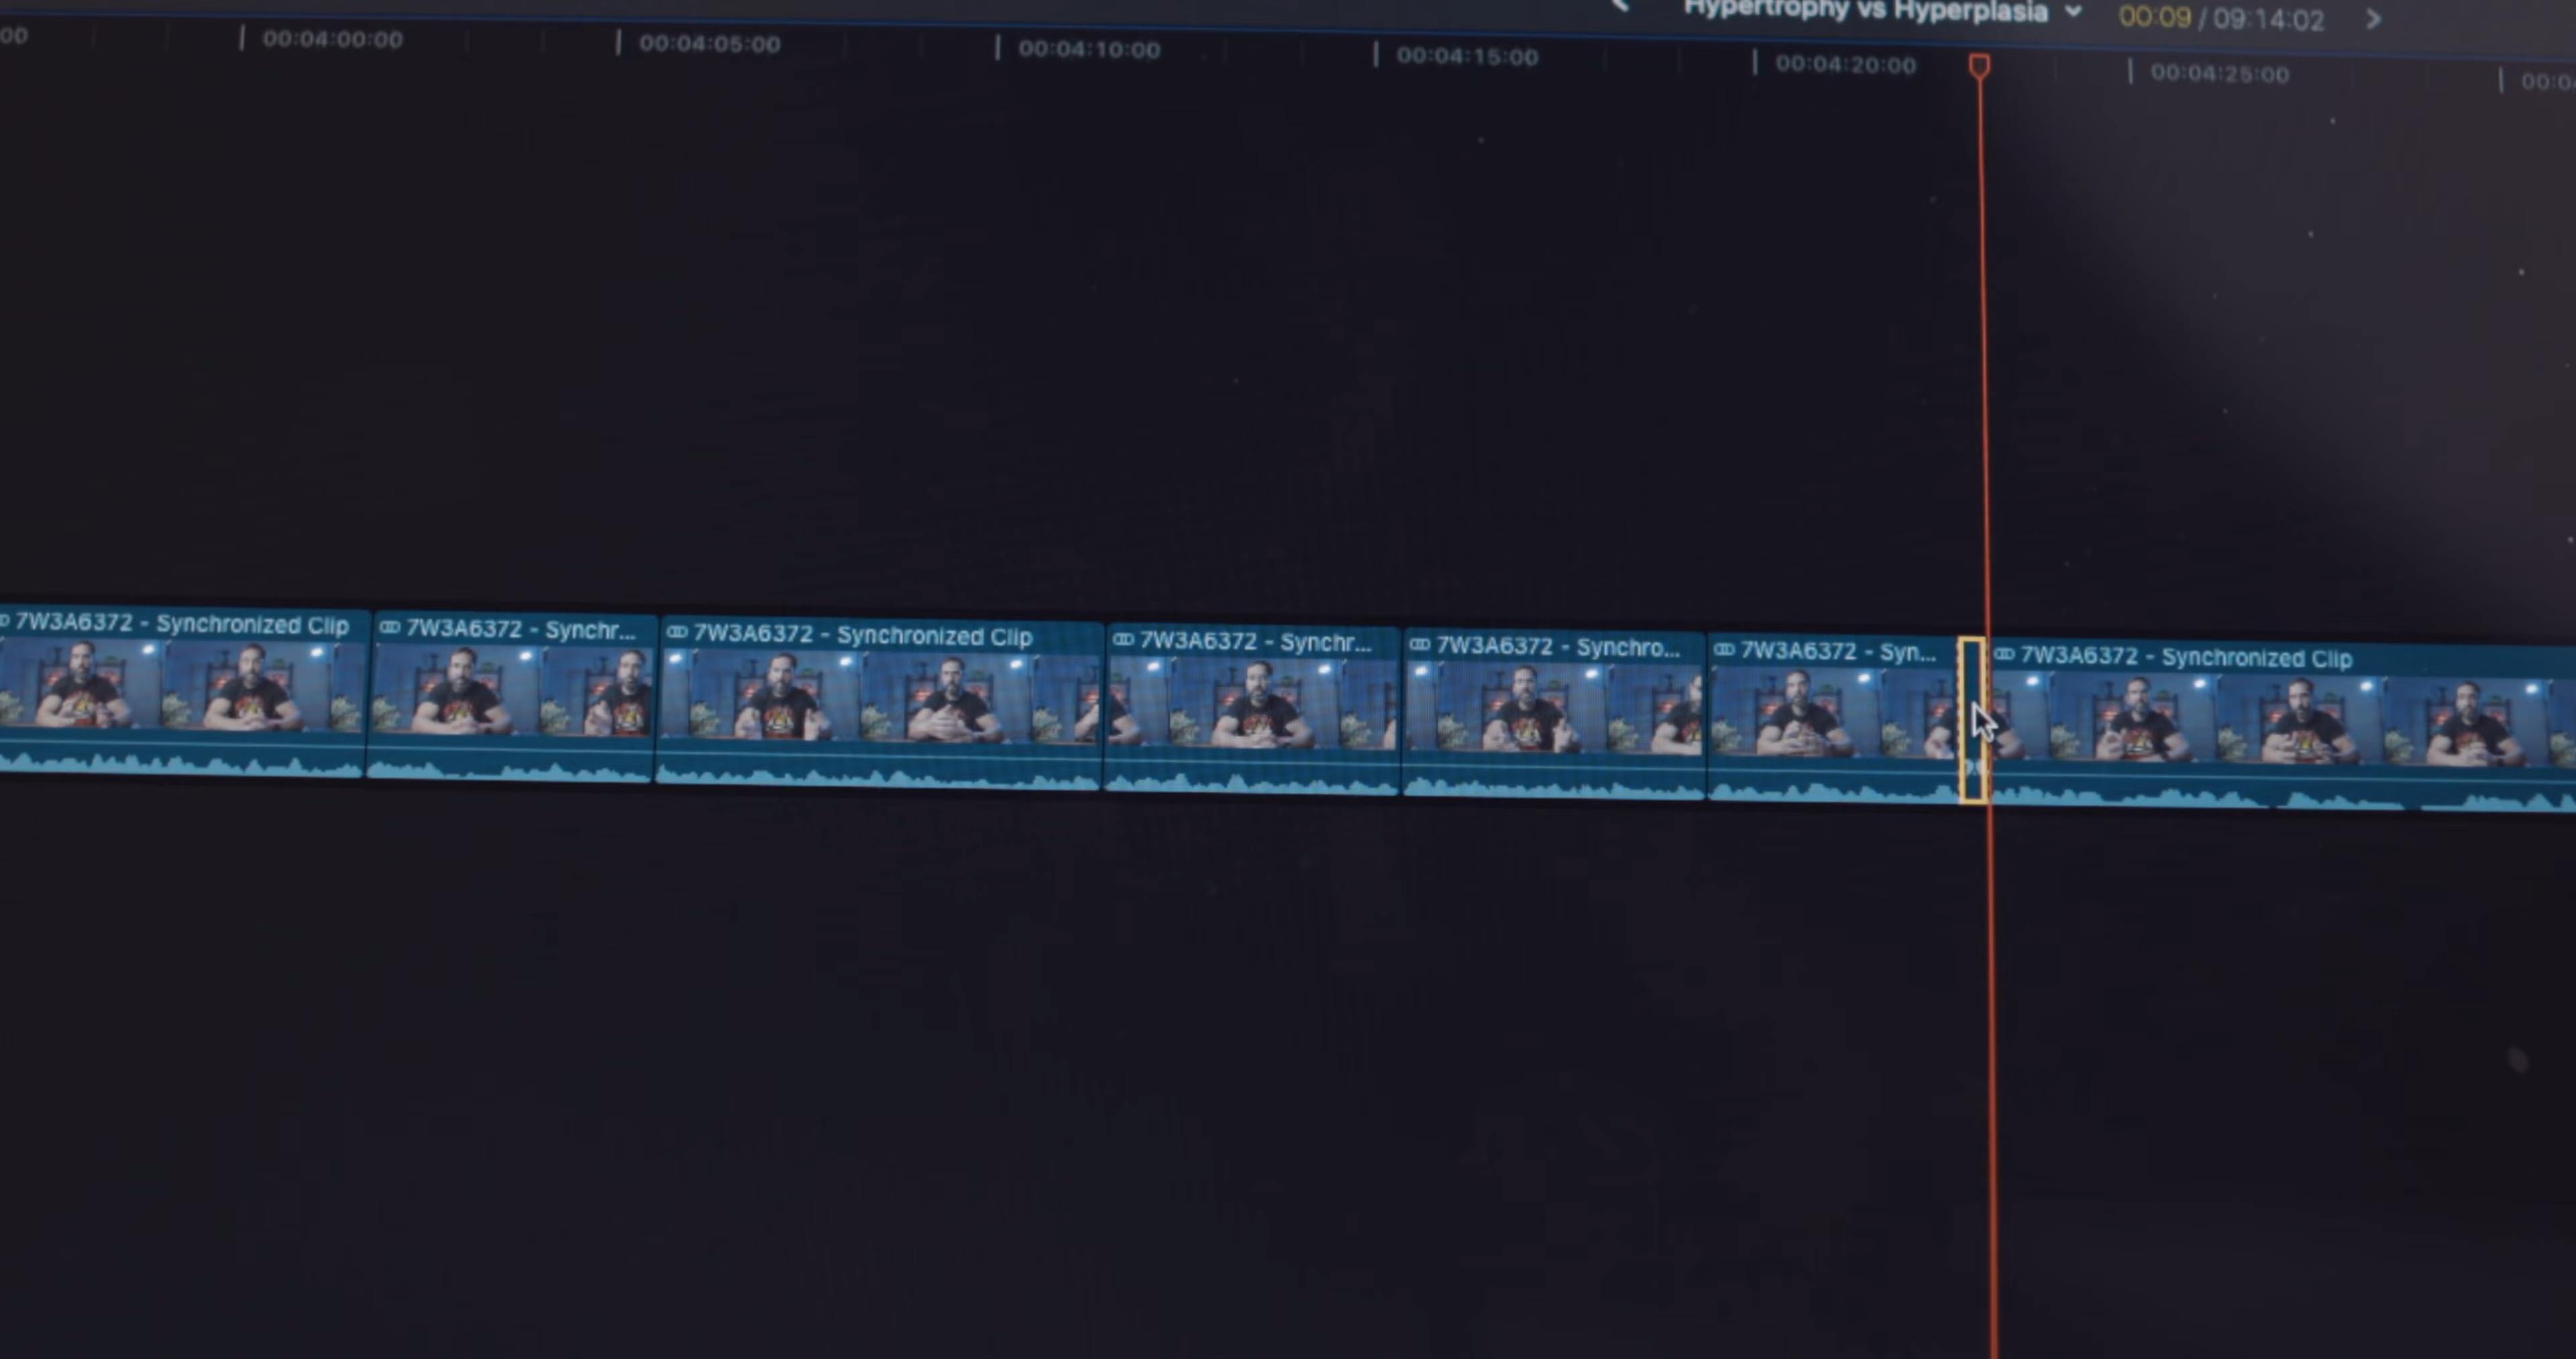 Hypertrophy vs Hyperplasia 00:09 / 09:14:02
00 00:04:00:00 00:04:05:00 00:04:10:00 00:04:15:00 00:04:20:00 00:04:25:00
7W3A6372 - Synchronized Clip 7W3A6372 - Synchr... 7W3A6372 - Synchronized Clip 7W3A6372 - Synchr... 7W3A6372 - Synchro... 7W3A6372 - Syn... 7W3A6372 - Synchronized Clip